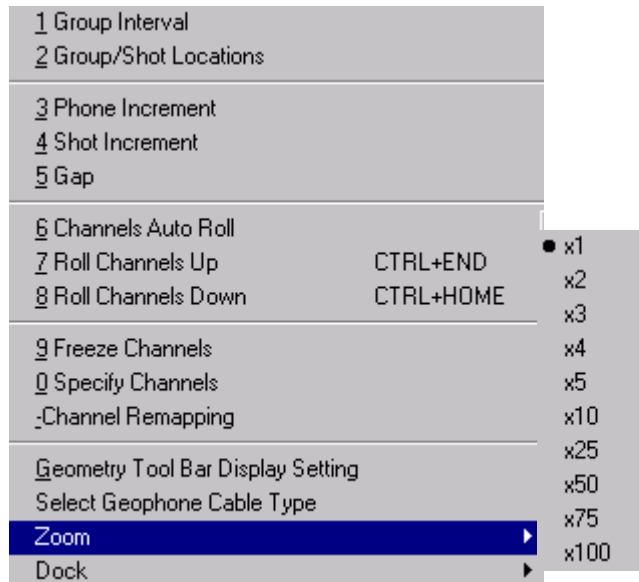 1 Group Interval
2 Group/Shot Locations
3 Phone Increment
4 Shot Increment
5 Gap
6 Channels Auto Roll
7 Roll Channels Up CTRL+END
8 Roll Channels Down CTRL+HOME
9 Freeze Channels
0 Specify Channels
-Channel Remapping
Geometry Tool Bar Display Setting
Select Geophone Cable Type
Zoom
Dock
x1
x2
x3
x4
x5
x10
x25
x50
x75
x100